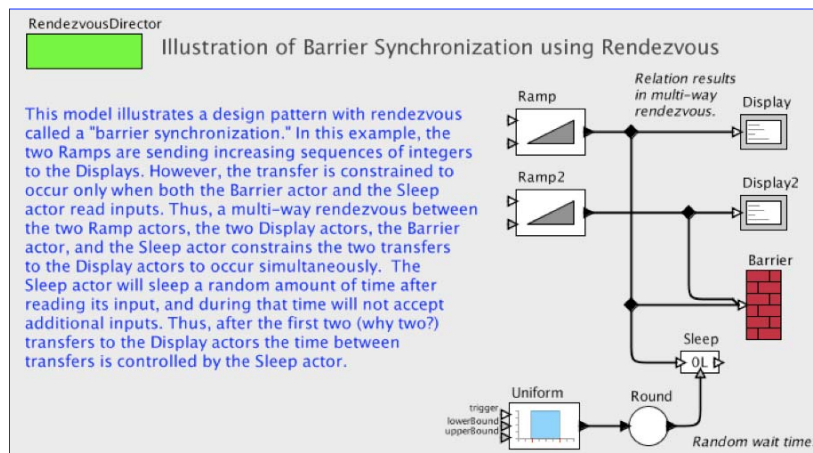 RendezvousDirector
Illustration of Barrier Synchronization using Rendezvous
This model illustrates a design pattern with rendezvous
called a "barrier synchronization." In this example, the
two Ramps are sending increasing sequences of integers
to the Displays. However, the transfer is constrained to
occur only when both the Barrier actor and the Sleep
actor read inputs. Thus, a multi-way rendezvous between
the two Ramp actors, the two Display actors, the Barrier
actor, and the Sleep actor constrains the two transfers
to the Display actors to occur simultaneously. The
Sleep actor will sleep a random amount of time after
reading its input, and during that time will not accept
additional inputs. Thus, after the first two (why two?)
transfers to the Display actors the time between
transfers is controlled by the Sleep actor.
Relation results
in multi-way
rendezvous.
Ramp
Display
Ramp2
Display2
Barrier
Sleep
0L
Uniform
Round
trigger
lowerBound
upperBound
Random wait time.